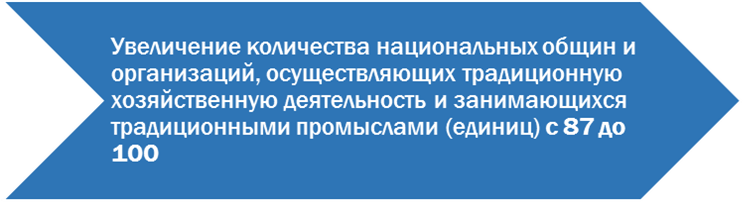 Увеличение количества национальных общин и
организаций, осуществляющих традиционную
хозяйственную деятельность и занимающихся
традиционными промыслами (единиц) с 87 до
100